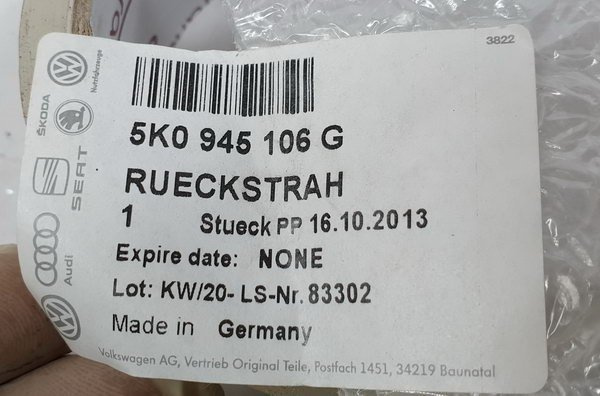 3822
Nutzfahrzeuge
ŠKODA
SEAT
Audi
5K0 945 106 G
RUECKSTRAH
1 Stueck PP 16.10.2013
Expire date: NONE
Lot: KW/20- LS-Nr. 83302
Made in Germany
Volkswagen AG, Vertrieb Original Teile, Postfach 1451, 34219 Baunatal